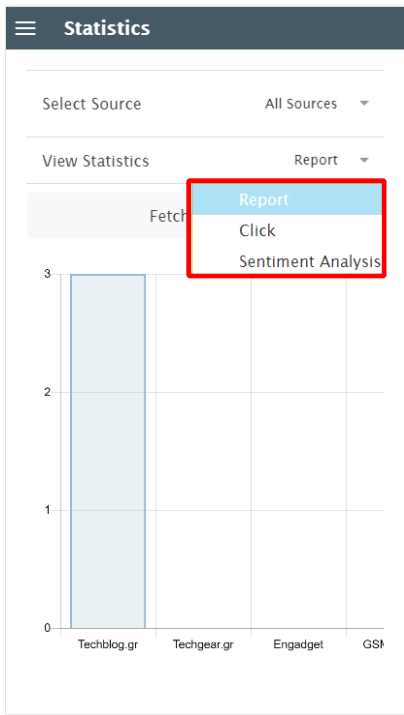 Statistics
Select Source All Sources
View Statistics Report
Report
Fetch
Click
Sentiment Analysis
3
2
1
0
Techblog.gr Techgear.gr Engadget GSM